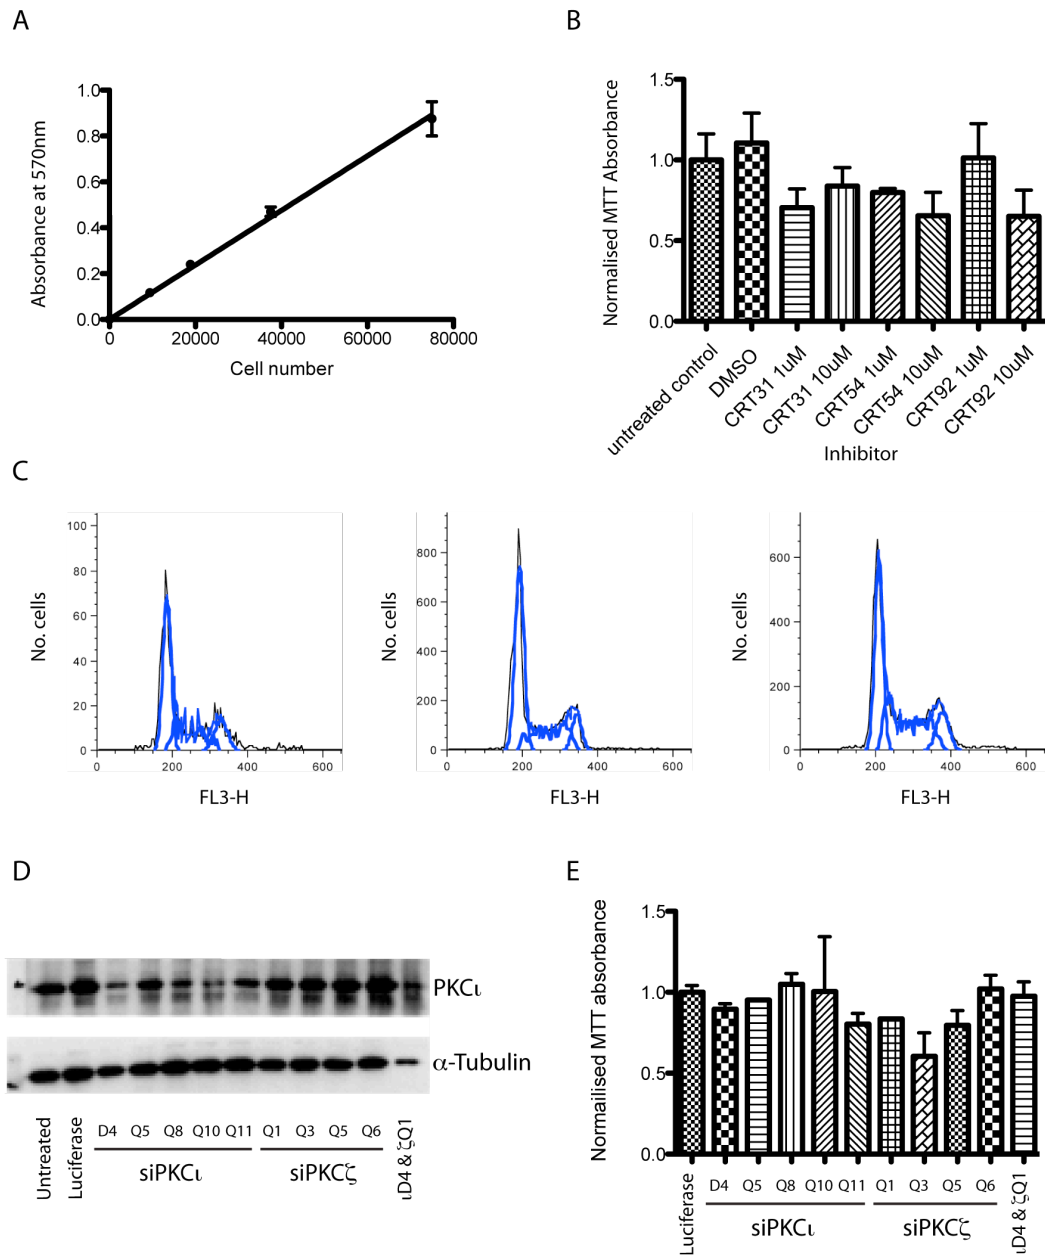 A
Absorbance at 570nm
1.0
0.8
0.6
0.4
0.2
0.0
0 20000 40000 60000 80000
Cell number
B
Normalised MTT Absorbance
1.5
1.0
0.5
0.0
untreated control
DMSO
CRT31 1uM
CRT31 10uM
CRT54 1uM
CRT54 10uM
CRT92 1uM
CRT92 10uM
Inhibitor
C
No. cells
100
80
60
40
20
0
0 200 400 600
FL3-H
No. cells
800
600
400
200
0
0 200 400 600
FL3-H
No. cells
600
400
200
0
0 200 400 600
FL3-H
D
PKCι
α-Tubulin
Untreated
Luciferase
D4 Q5 Q8 Q10 Q11 Q1 Q3 Q5 Q6
siPKCι siPKCζ
ιD4 & ζQ1
E
Normailised MTT absorbance
1.5
1.0
0.5
0.0
Luciferase
D4 Q5 Q8 Q10 Q11 Q1 Q3 Q5 Q6
siPKCι siPKCζ
ιD4 & ζQ1